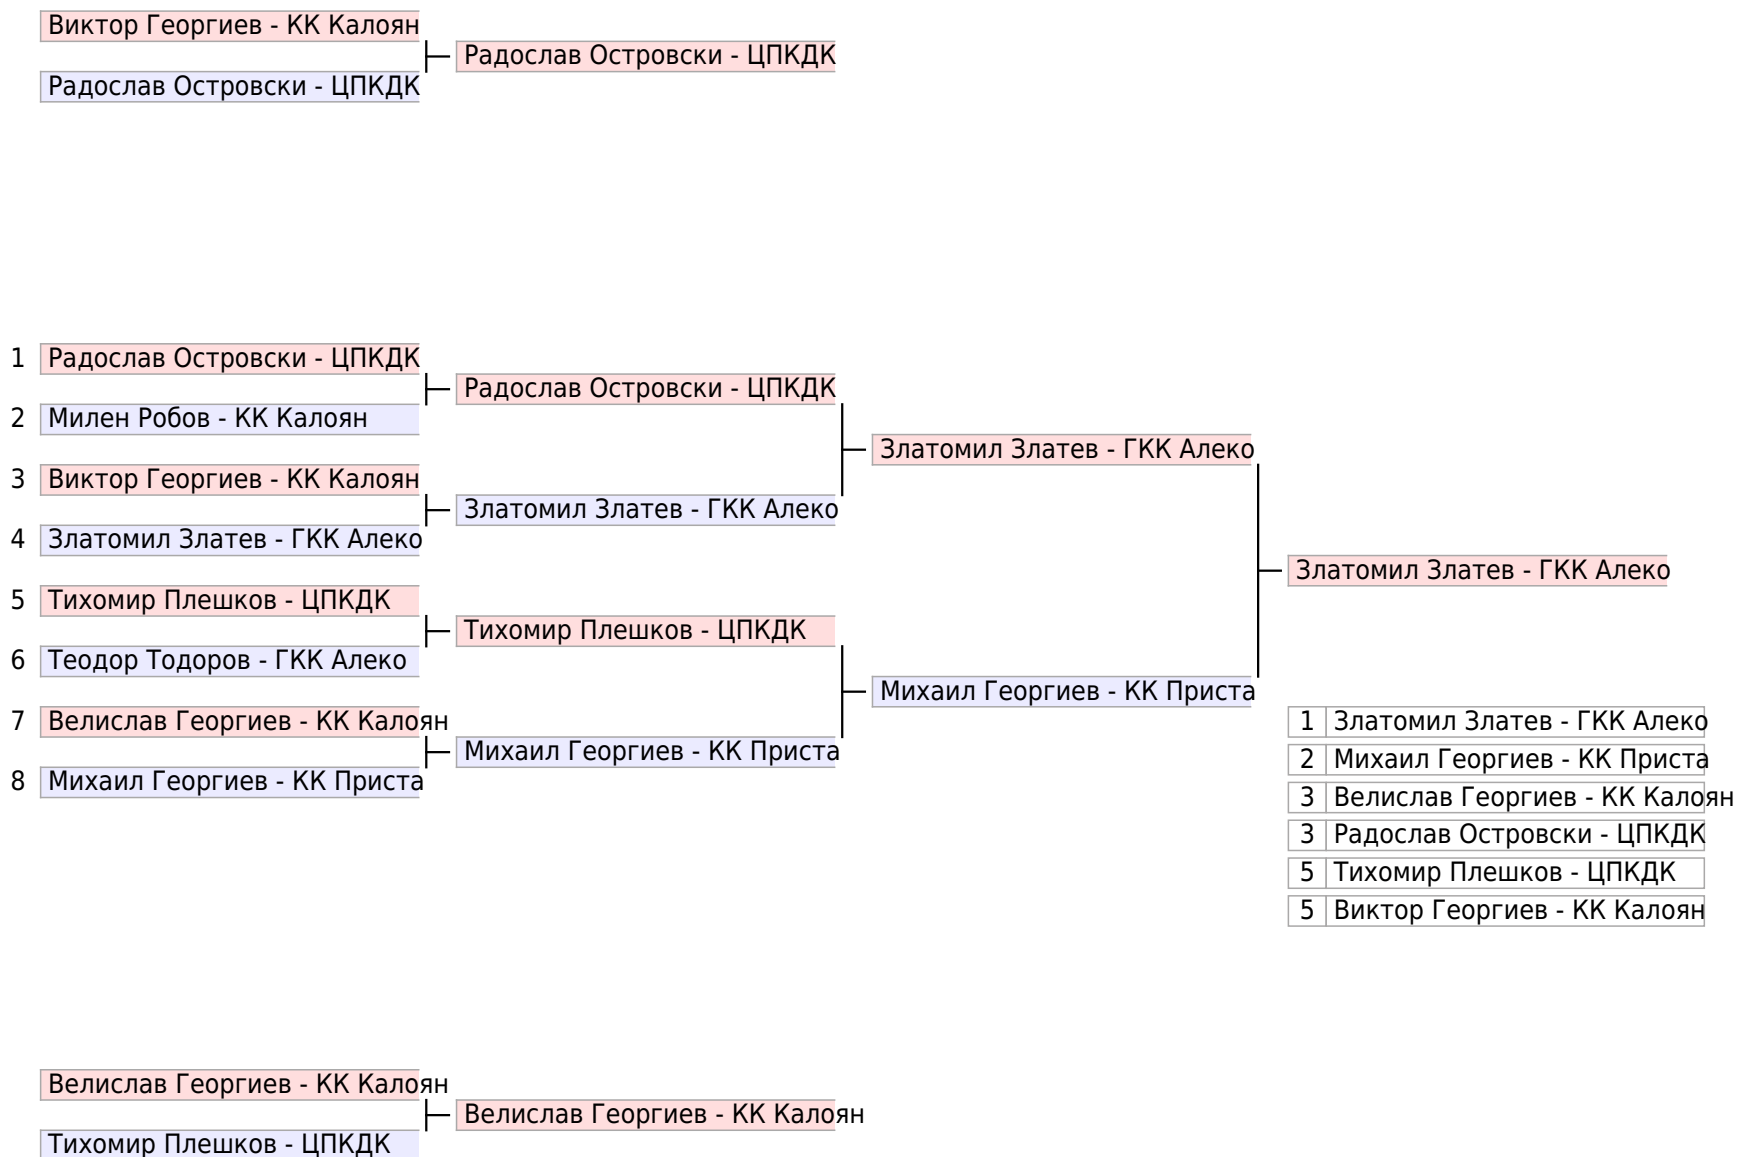 Виктор Георгиев - КК Калоян
Радослав Островски - ЦПКДК
Радослав Островски - ЦПКДК
1 Радослав Островски - ЦПКДК
Радослав Островски - ЦПКДК
2 Милен Робов - КК Калоян
Златомил Златев - ГКК Алеко
3 Виктор Георгиев - КК Калоян
Златомил Златев - ГКК Алеко
4 Златомил Златев - ГКК Алеко
Златомил Златев - ГКК Алеко
5 Тихомир Плешков - ЦПКДК
Тихомир Плешков - ЦПКДК
6 Теодор Тодоров - ГКК Алеко
Михаил Георгиев - КК Приста
7 Велислав Георгиев - КК Калоян
Михаил Георгиев - КК Приста
8 Михаил Георгиев - КК Приста
1 Златомил Златев - ГКК Алеко
2 Михаил Георгиев - КК Приста
3 Велислав Георгиев - КК Калоян
3 Радослав Островски - ЦПКДК
5 Тихомир Плешков - ЦПКДК
5 Виктор Георгиев - КК Калоян
Велислав Георгиев - КК Калоян
Велислав Георгиев - КК Калоян
Тихомир Плешков - ЦПКДК